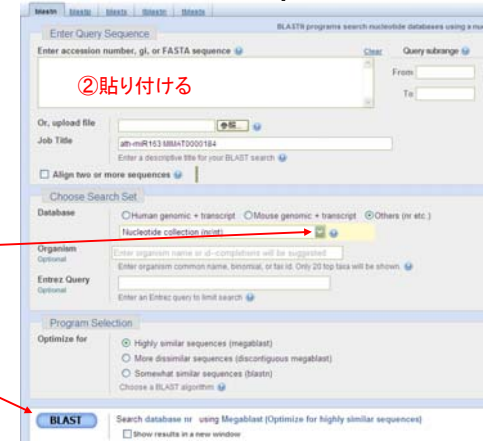 blastn blastp blastx tblastn tblastx
BLASTN programs search nucleotide databases using a nu
Enter Query Sequence
Enter accession number, gi, or FASTA sequence Clear Query subrange
From
②貼り付ける
To
Or, upload file 参照...
Job Title ath-miR163 MIMAT0000184
Enter a descriptive title for your BLAST search
Align two or more sequences
Choose Search Set
Database Human genomic + transcript Mouse genomic + transcript Others (nr etc.)
Nucleotide collection (nr/nt)
Organism
Optional
Enter organism name or id--completions will be suggested
Enter organism common name, binomial, or tax id. Only 20 top taxa will be shown.
Entrez Query
Optional
Enter an Entrez query to limit search
Program Selection
Optimize for Highly similar sequences (megablast)
More dissimilar sequences (discontiguous megablast)
Somewhat similar sequences (blastn)
Choose a BLAST algorithm
BLAST Search database nr using Megablast (Optimize for highly similar sequences)
Show results in a new window